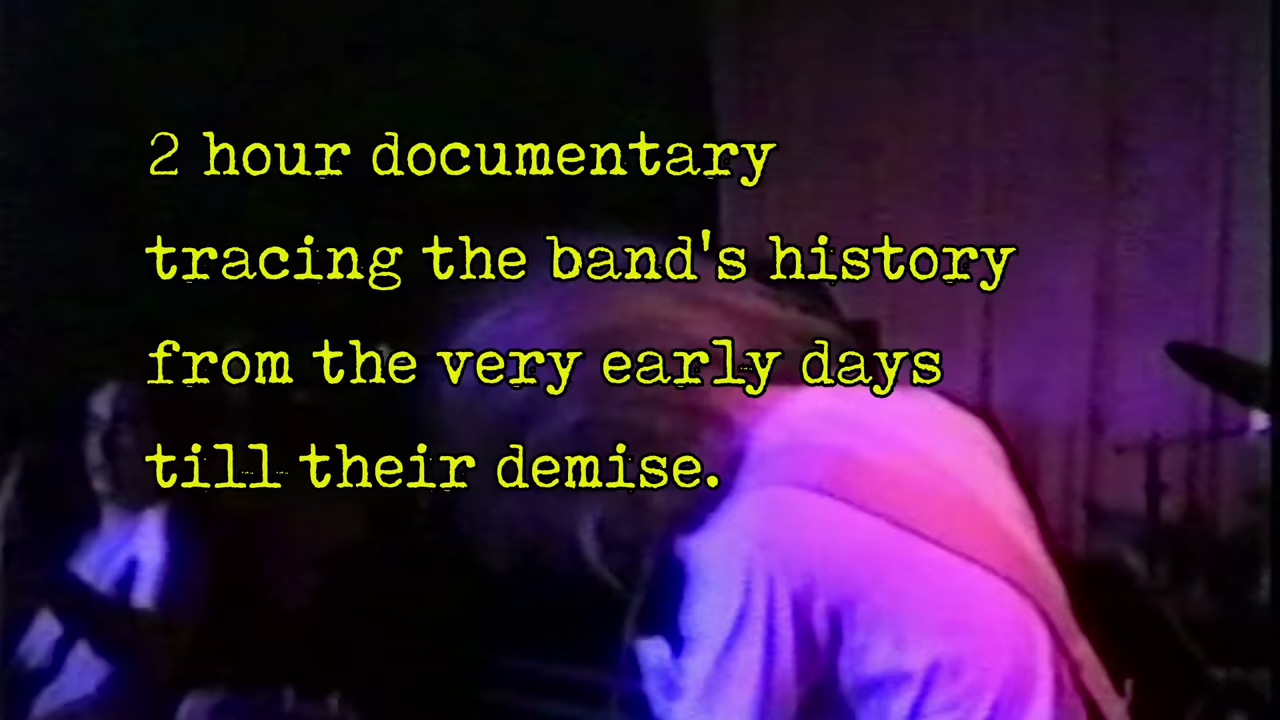 2 hour documentary
tracing the band's history
from the very early days
till their demise.